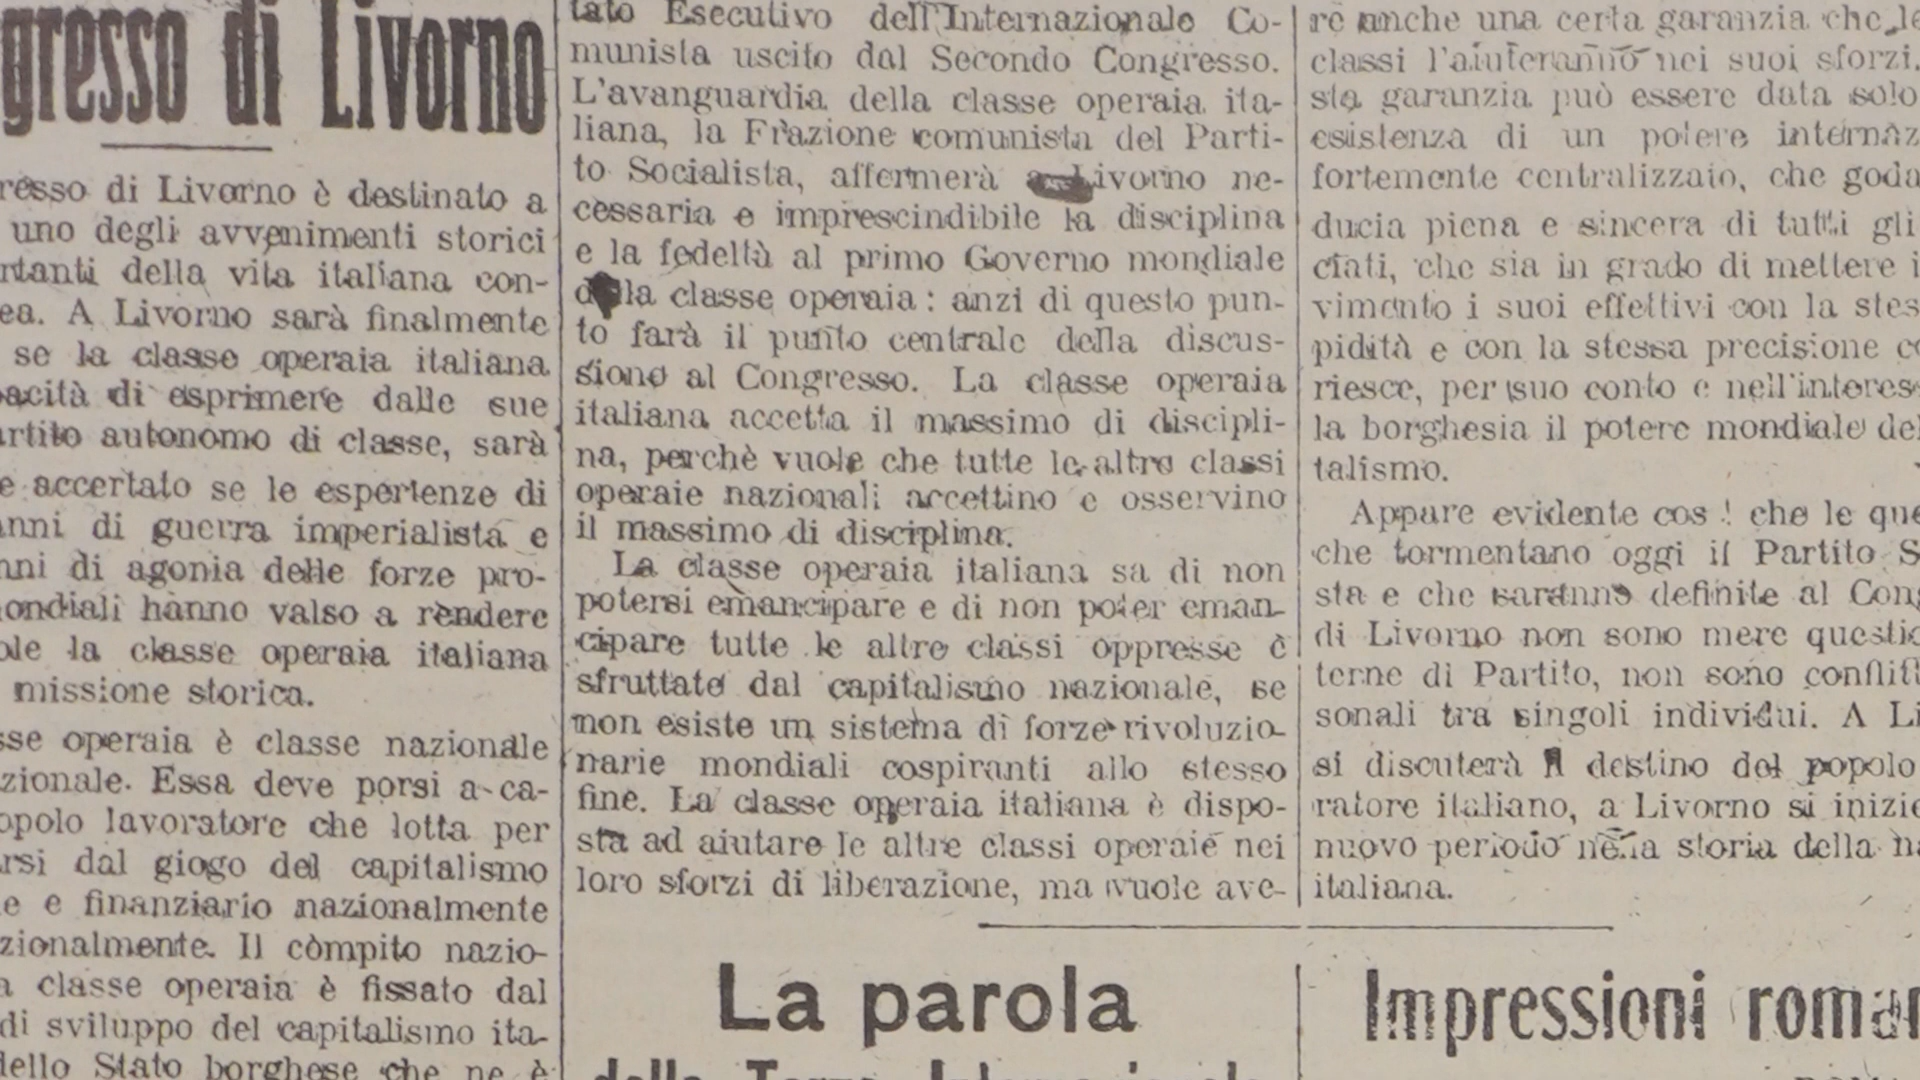 gresso di Livorno
resso di Livorno è destinato a
uno degli avvenimenti storici
rtanti della vita italiana con-
ea. A Livorno sarà finalmente
se la classe operaia italiana
pacità di esprimere dalle sue
artito autonomo di classe, sarà
e accertato se le esperienze di
anni di guerra imperialista e
nni di agonia delle forze pro-
ondiali hanno valso a rendere
ole la classe operaia italiana
missione storica.
sse operaia è classe nazionale
zionale. Essa deve porsi a ca-
opolo lavoratore che lotta per
arsi dal giogo del capitalismo
le e finanziario nazionalmente
zionalmente. Il còmpito nazio-
a classe operaia è fissato dal
di sviluppo del capitalismo ita-
dello Stato borghese che ne è
tato Esecutivo dell'Internazionale Co-
munista uscito dal Secondo Congresso.
L'avanguardia della classe operaia ita-
liana, la Frazione comunista del Parti-
to Socialista, affermerà a Livorno ne-
cessaria e imprescindibile la disciplina
e la fedeltà al primo Governo mondiale
della classe operaia: anzi di questo pun-
to farà il punto centrale della discus-
sione al Congresso. La classe operaia
italiana accetta il massimo di discipli-
na, perchè vuole che tutte le altre classi
operaie nazionali accettino e osservino
il massimo di disciplina.
La classe operaia italiana sa di non
potersi emancipare e di non poter eman-
cipare tutte le altre classi oppresse e
sfruttate dal capitalismo nazionale, se
non esiste un sistema di forze rivoluzio-
narie mondiali cospiranti allo stesso
fine. La classe operaia italiana è dispo-
sta ad aiutare le altre classi operaie nei
loro sforzi di liberazione, ma vuole ave-
re anche una certa garanzia che le
classi l'aiuteranno nei suoi sforzi.
sta garanzia può essere data solo
esistenza di un potere internaz
fortemente centralizzato, che goda
ducia piena e sincera di tutti gli
ciati, che sia in grado di mettere i
vimento i suoi effettivi con la stes
pidità e con la stessa precisione co
riesce, per suo conto e nell'interes
la borghesia il potere mondiale del
talismo.
Appare evidente così che le que
che tormentano oggi il Partito S
sta e che saranno definite al Cong
di Livorno non sono mere questio
terne di Partito, non sono conflitt
sonali tra singoli individui. A Li
si discuterà il destino del popolo
ratore italiano, a Livorno si inizie
nuovo periodo nella storia della na
italiana.
La parola
della Terza Internazionale
Impressioni roman